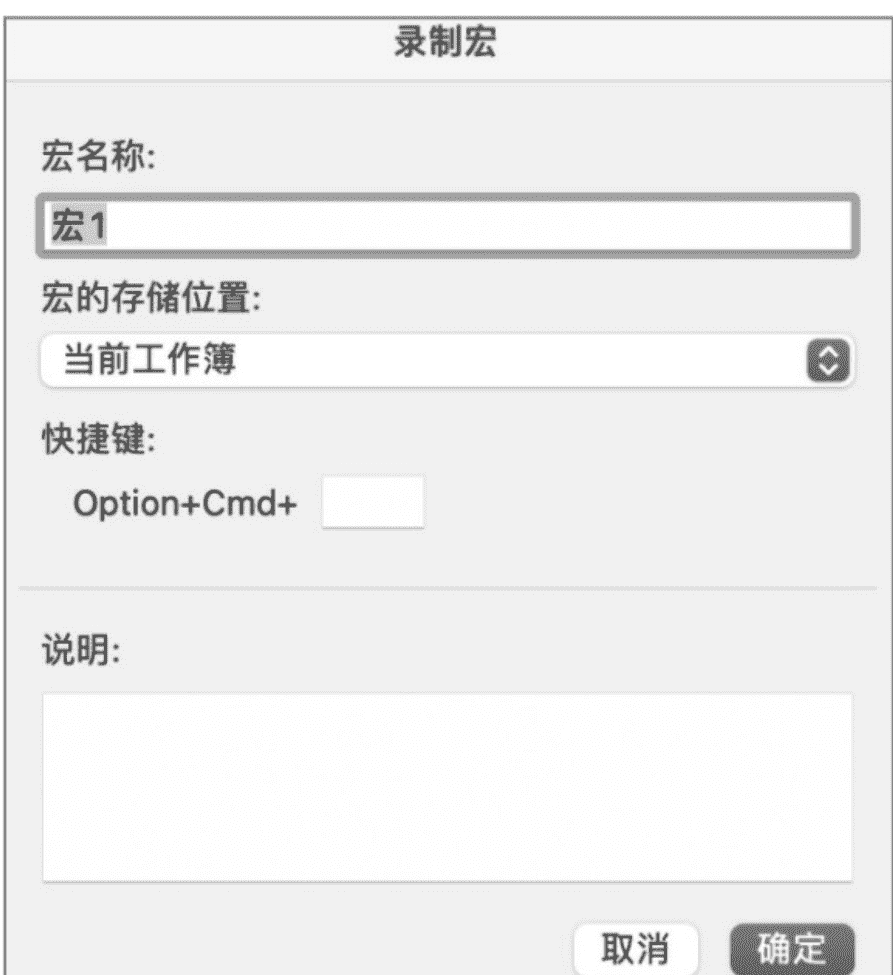 录制宏
宏名称:
宏1
宏的存储位置:
当前工作簿
快捷键:
Option+Cmd+
说明:
取消
确定